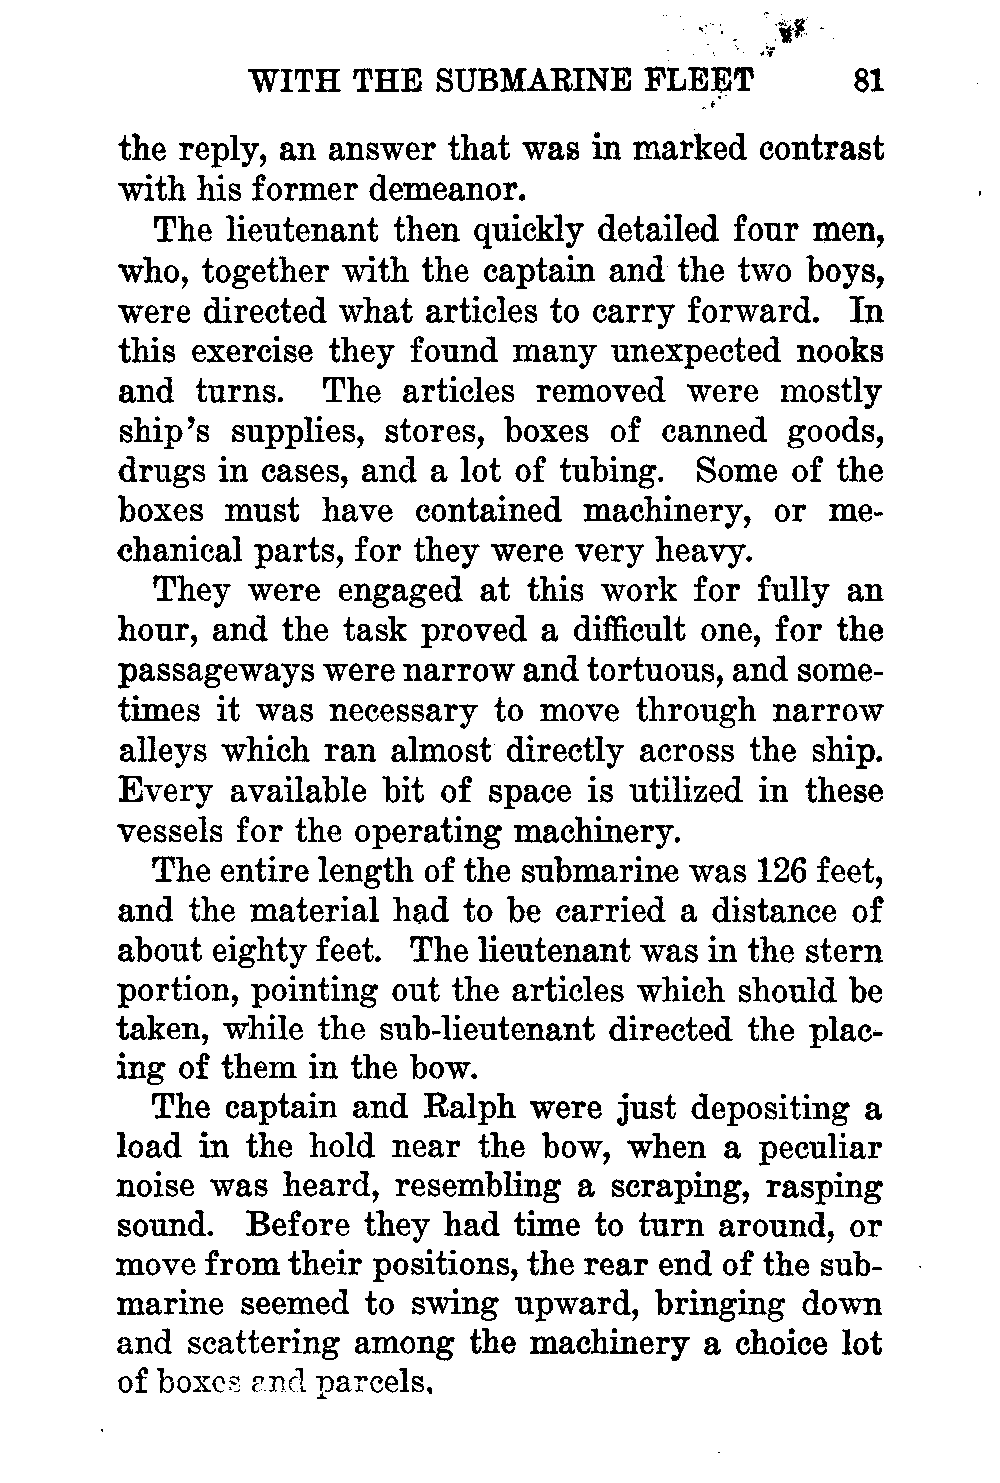 WITH THE SUBMARINE FLEET 81
the reply, an answer that was in marked contrast
with his former demeanor.
The lieutenant then quickly detailed four men,
who, together with the captain and the two boys,
were directed what articles to carry forward. In
this exercise they found many unexpected nooks
and turns. The articles removed were mostly
ship's supplies, stores, boxes of canned goods,
drugs in cases, and a lot of tubing. Some of the
boxes must have contained machinery, or me-
chanical parts, for they were very heavy.
They were engaged at this work for fully an
hour, and the task proved a difficult one, for the
passageways were narrow and tortuous, and some-
times it was necessary to move through narrow
alleys which ran almost directly across the ship.
Every available bit of space is utilized in these
vessels for the operating machinery.
The entire length of the submarine was 126 feet,
and the material had to be carried a distance of
about eighty feet. The lieutenant was in the stern
portion, pointing out the articles which should be
taken, while the sub-lieutenant directed the plac-
ing of them in the bow.
The captain and Ralph were just depositing a
load in the hold near the bow, when a peculiar
noise was heard, resembling a scraping, rasping
sound. Before they had time to turn around, or
move from their positions, the rear end of the sub-
marine seemed to swing upward, bringing down
and scattering among the machinery a choice lot
of boxes and parcels.